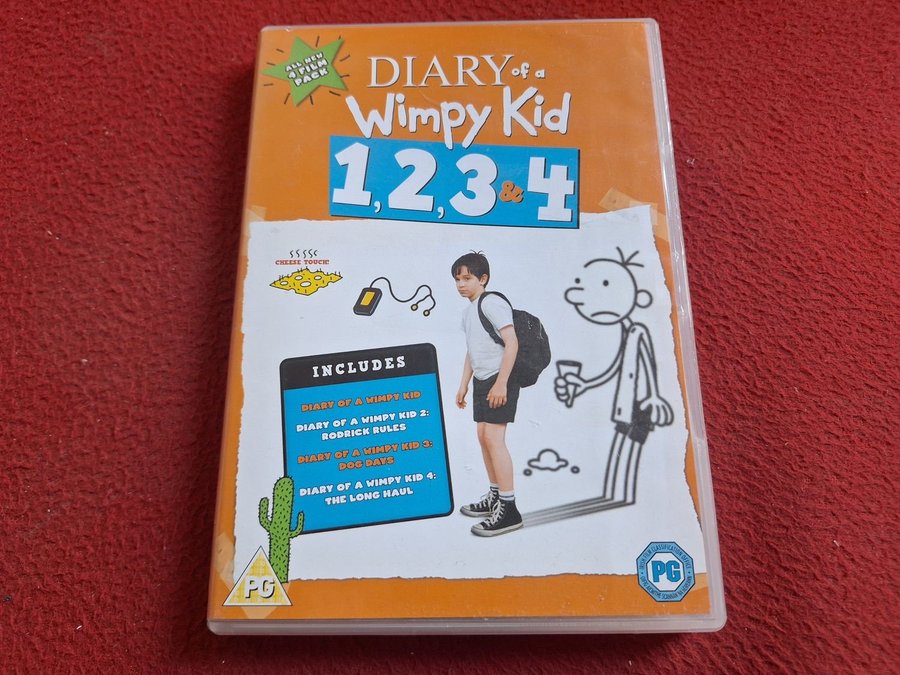 ALL NEW
4 FILM
PACK
DIARY of a
Wimpy Kid
1, 2, 3 & 4
CHEESE TOUCH!
INCLUDES
DIARY OF A WIMPY KID
DIARY OF A WIMPY KID 2:
RODRICK RULES
DIARY OF A WIMPY KID 3:
DOG DAYS
DIARY OF A WIMPY KID 4:
THE LONG HAUL
PG
PG